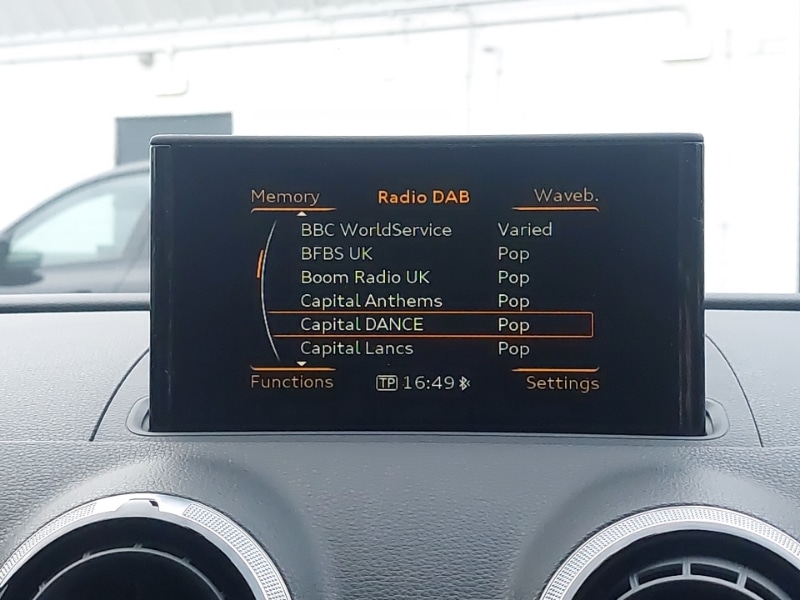 Memory Radio DAB Waveb.
BBC WorldService Varied
BFBS UK Pop
Boom Radio UK Pop
Capital Anthems Pop
Capital DANCE Pop
Capital Lancs Pop
Functions TP 16:49 Settings